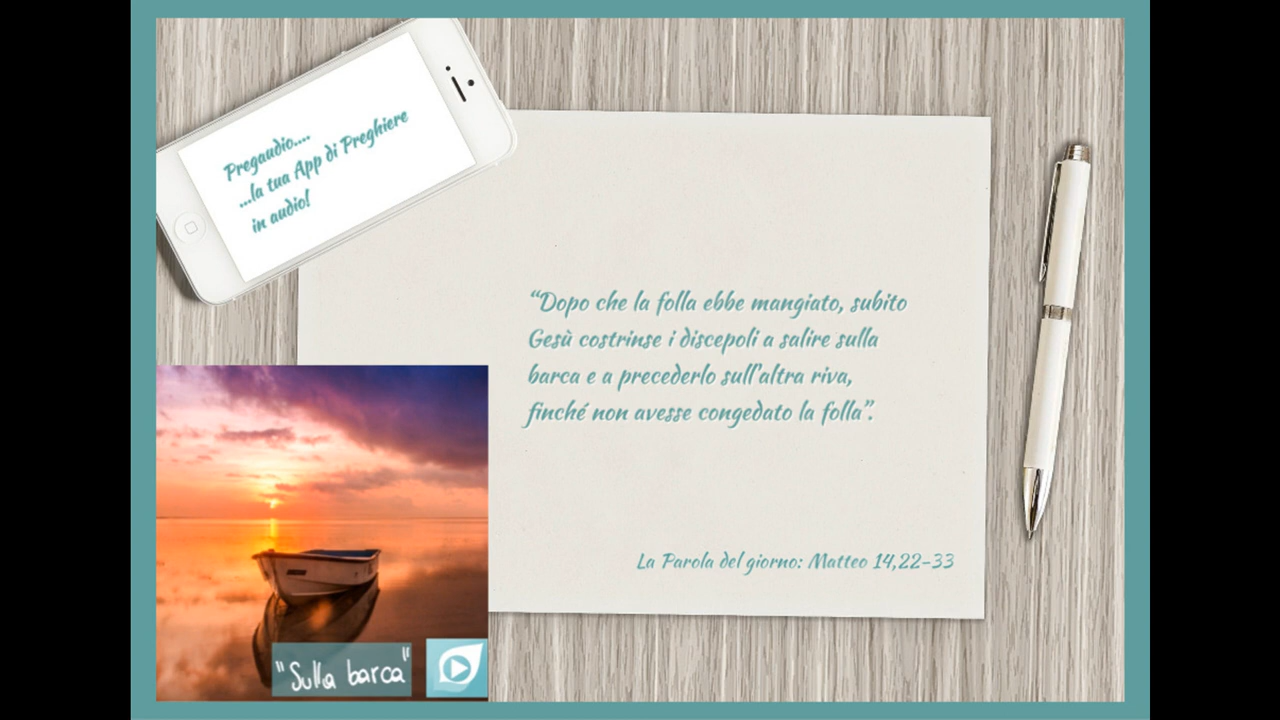 Pregaudio....
...la tua App di Preghiere
in audio!
“Dopo che la folla ebbe mangiato, subito
Gesù costrinse i discepoli a salire sulla
barca e a precederlo sull'altra riva,
finché non avesse congedato la folla”.
La Parola del giorno: Matteo 14,22-33
"Sulla barca"